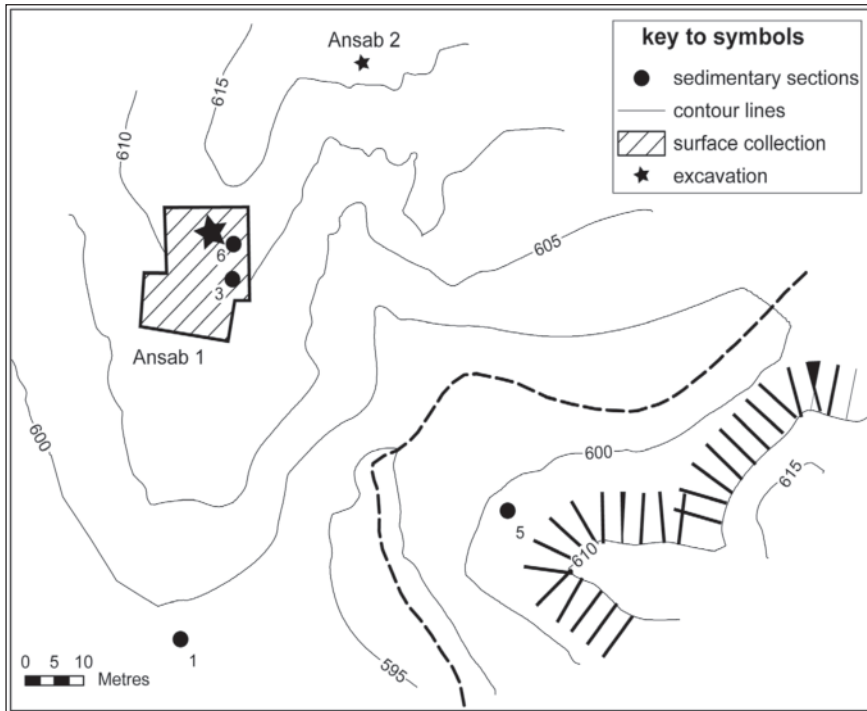 Ansab 2
key to symbols
sedimentary sections
contour lines
surface collection
excavation
615
610
605
6
3
Ansab 1
600
600
615
5
610
1
595
0 5 10
Metres